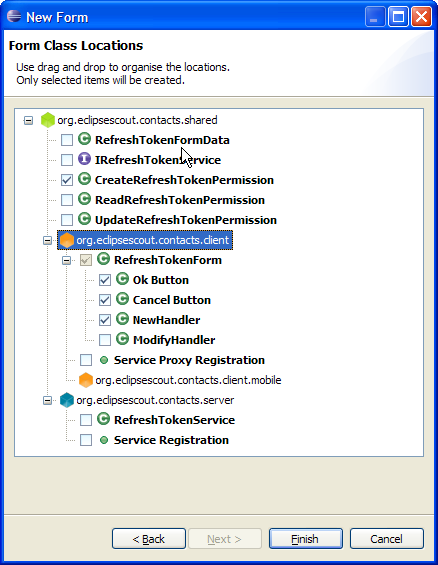 New Form
Form Class Locations
Use drag and drop to organise the locations.
Only selected items will be created.
org.eclipsescout.contacts.shared
RefreshTokenFormData
IRefreshTokenService
CreateRefreshTokenPermission
ReadRefreshTokenPermission
UpdateRefreshTokenPermission
org.eclipsescout.contacts.client
RefreshTokenForm
Ok Button
Cancel Button
NewHandler
ModifyHandler
Service Proxy Registration
org.eclipsescout.contacts.client.mobile
org.eclipsescout.contacts.server
RefreshTokenService
Service Registration
< Back Next > Finish Cancel